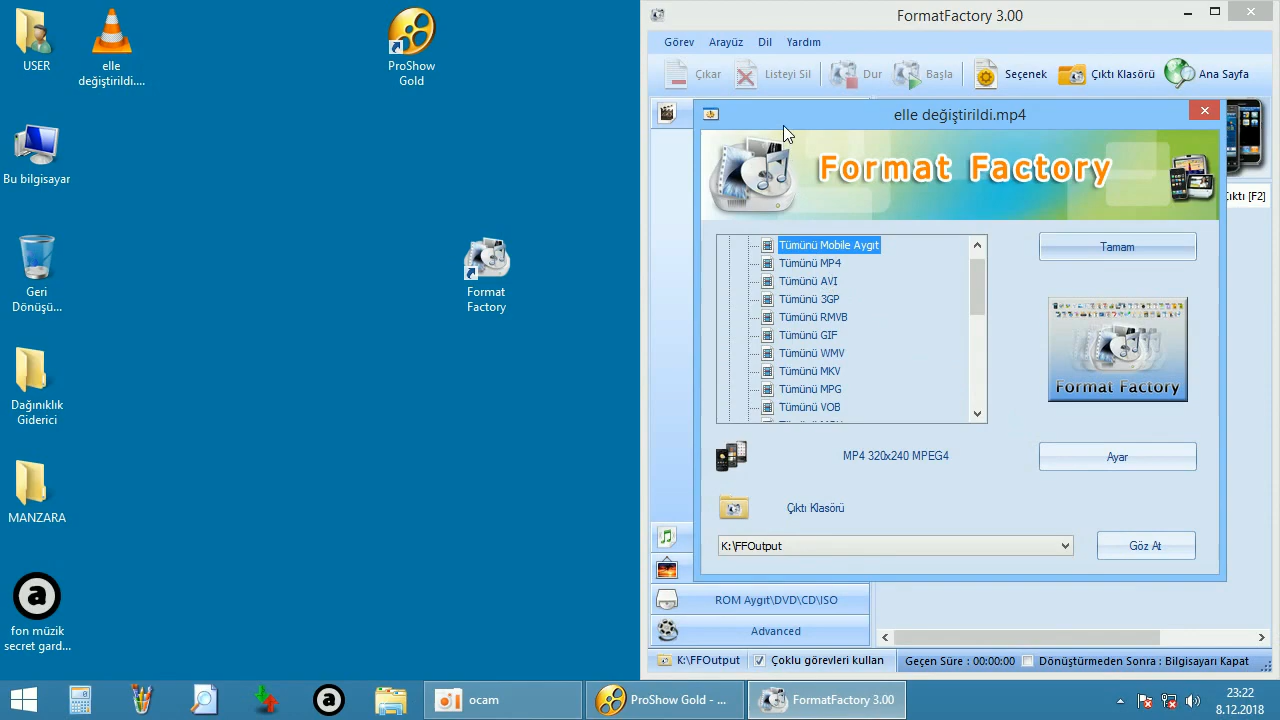 USER
elle
değiştirildi....
ProShow
Gold
Bu bilgisayar
Geri
Dönüşü...
Format
Factory
Dağınıklık
Giderici
MANZARA
a
fon müzik
secret gard...
FormatFactory 3.00
Görev
Arayüz
Dil
Yardım
Çıkar
Listeyi Sil
Dur
Başla
Seçenek
Çıktı Klasörü
Ana Sayfa
elle değiştirildi.mp4
Format Factory
ıktı [F2]
Tümünü Mobile Aygıt
Tümünü MP4
Tümünü AVI
Tümünü 3GP
Tümünü RMVB
Tümünü GIF
Tümünü WMV
Tümünü MKV
Tümünü MPG
Tümünü VOB
Tamam
Format Factory
MP4 320x240 MPEG4
Ayar
Çıktı Klasörü
K:\FFOutput
Göz At
ROM Aygıt\DVD\CD\ISO
Advanced
K:\FFOutput
Çoklu görevleri kullan
Geçen Süre : 00:00:00
Dönüştürmeden Sonra : Bilgisayarı Kapat
a
ocam
ProShow Gold - ...
FormatFactory 3.00
23:22
8.12.2018